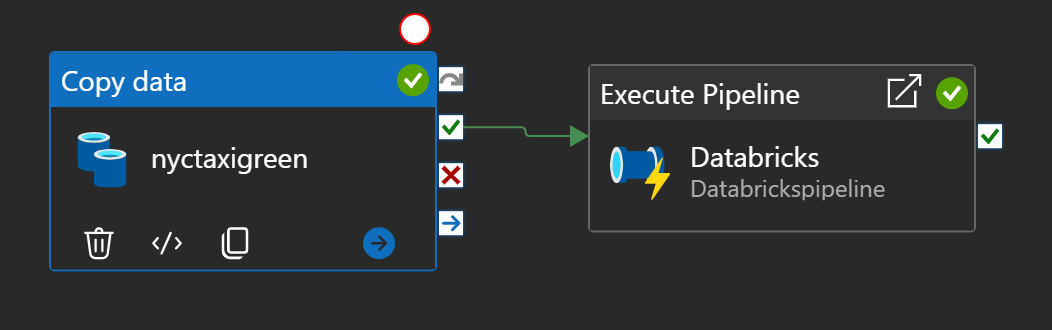 Copy data
nyctaxigreen
Execute Pipeline
Databricks
Databrickspipeline